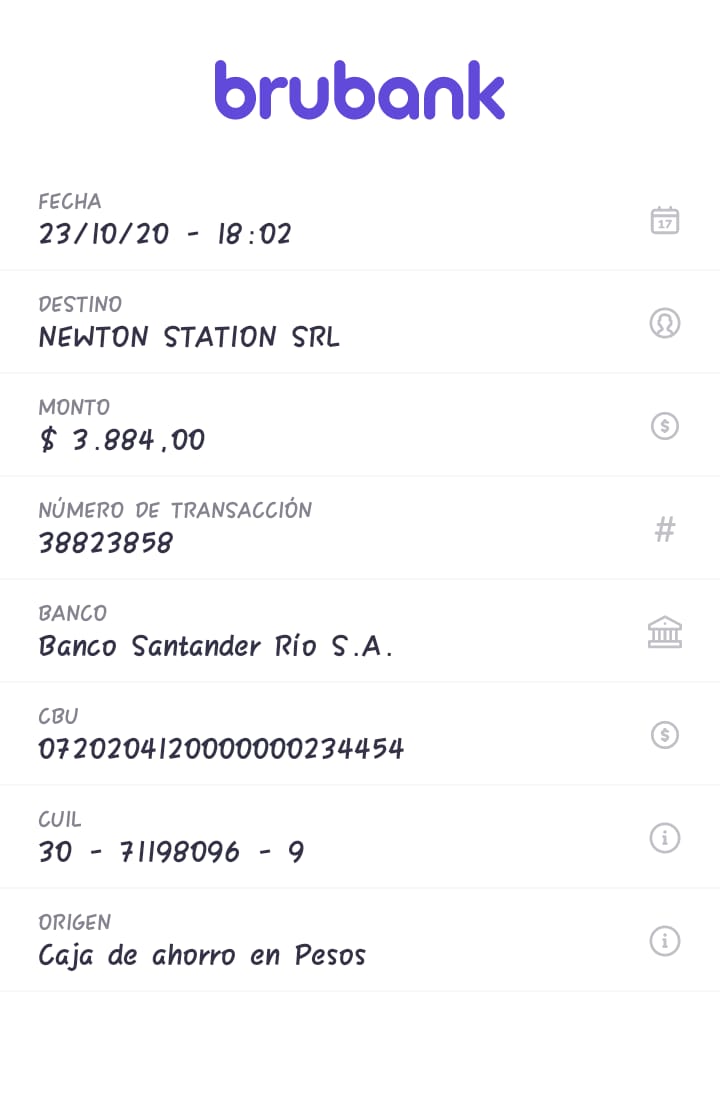 brubank
FECHA
23/10/20 - 18:02
17
DESTINO
NEWTON STATION SRL
MONTO
$ 3.884,00
$
NÚMERO DE TRANSACCIÓN
38823858
#
BANCO
Banco Santander Río S.A.
CBU
0720204120000000234454
$
CUIL
30 - 71198096 - 9
i
ORIGEN
Caja de ahorro en Pesos
i